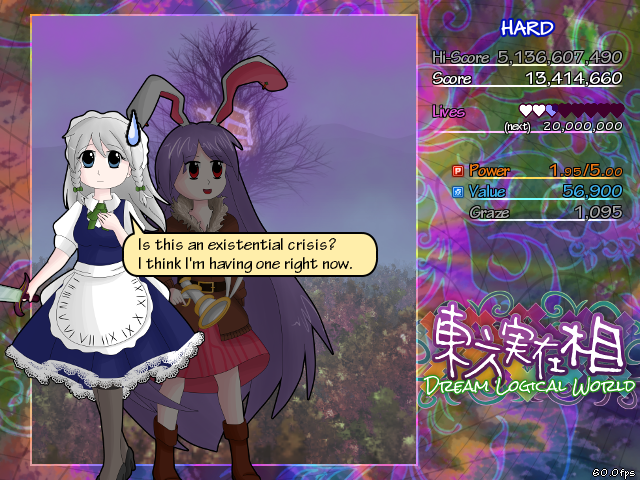 HARD
Hi-Score 5,136,607,490
Score 13,414,660
Lives
(next) 20,000,000
P Power 1.95/5.00
Value 56,900
Graze 1,095
Is this an existential crisis?
I think I'm having one right now.
東方実在相
Dream Logical World
60.0fps